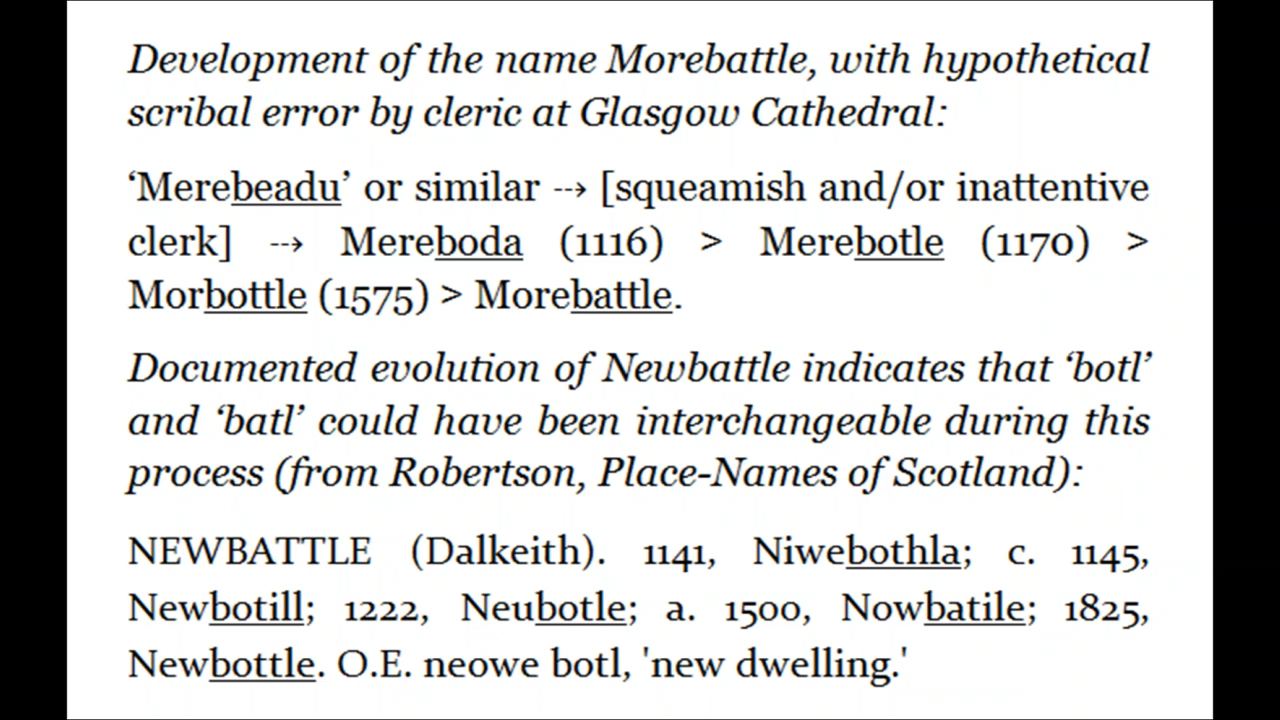 Development of the name Morebattle, with hypothetical
scribal error by cleric at Glasgow Cathedral:
‘Merebeadu’ or similar --→ [squeamish and/or inattentive
clerk] --→ Mereboda (1116) > Merebotle (1170) >
Morbottle (1575) > Morebattle.
Documented evolution of Newbattle indicates that ‘botl’
and ‘batl’ could have been interchangeable during this
process (from Robertson, Place-Names of Scotland):
NEWBATTLE (Dalkeith). 1141, Niwebothla; c. 1145,
Newbotill; 1222, Neubotle; a. 1500, Nowbatile; 1825,
Newbottle. O.E. neowe botl, 'new dwelling.'